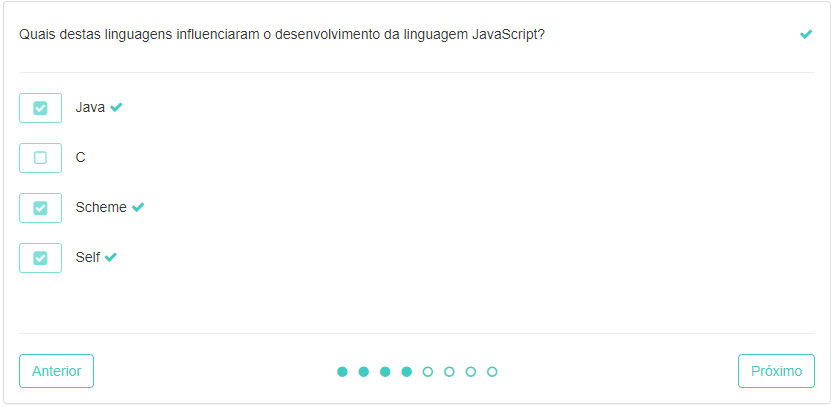 Quais destas linguagens influenciaram o desenvolvimento da linguagem JavaScript?
Java
C
Scheme
Self
Anterior
Próximo